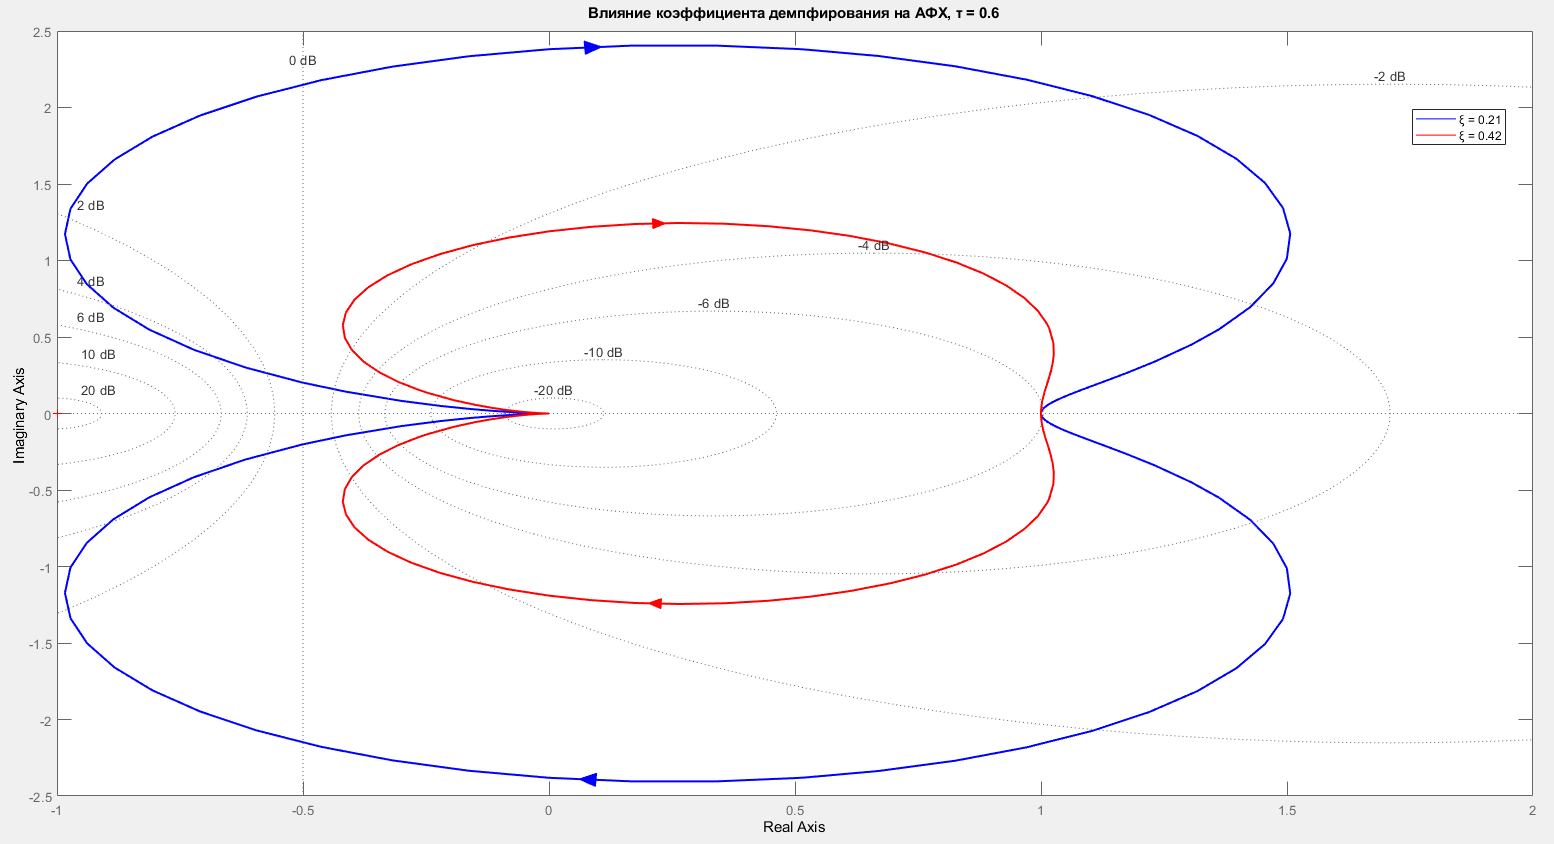 Влияние коэффициента демпфирования на АФХ, τ = 0.6
2.5
0 dB
-2 dB
2
ξ = 0.21
ξ = 0.42
1.5
2 dB
1
-4 dB
4 dB
-6 dB
6 dB
0.5
10 dB
-10 dB
20 dB
-20 dB
0
Imaginary Axis
-0.5
-1
-1.5
-2
-2.5
-1
-0.5
0
0.5
1
1.5
2
Real Axis